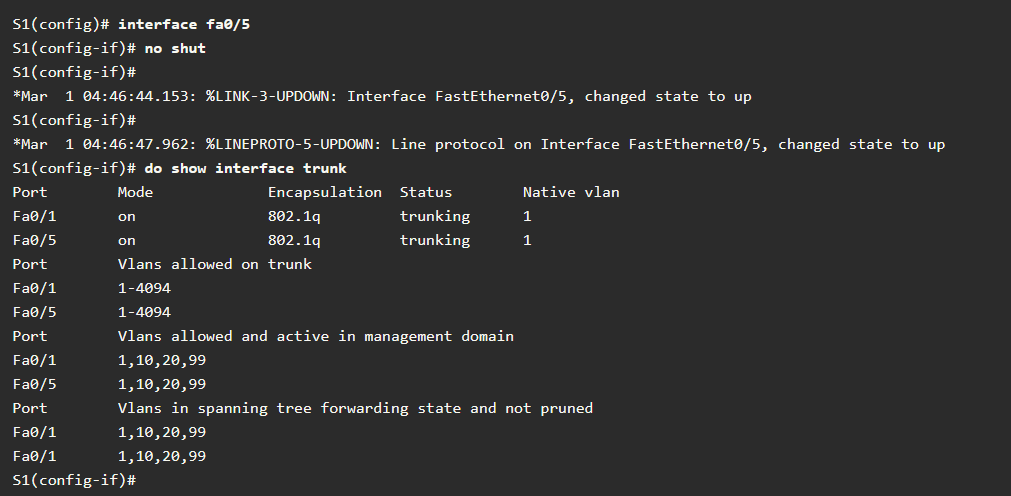 S1(config)# interface fa0/5
S1(config-if)# no shut
S1(config-if)#
*Mar  1 04:46:44.153: %LINK-3-UPDOWN: Interface FastEthernet0/5, changed state to up
S1(config-if)#
*Mar  1 04:46:47.962: %LINEPROTO-5-UPDOWN: Line protocol on Interface FastEthernet0/5, changed state to up
S1(config-if)# do show interface trunk
Port        Mode             Encapsulation  Status        Native vlan
Fa0/1       on               802.1q         trunking      1
Fa0/5       on               802.1q         trunking      1
Port        Vlans allowed on trunk
Fa0/1       1-4094
Fa0/5       1-4094
Port        Vlans allowed and active in management domain
Fa0/1       1,10,20,99
Fa0/5       1,10,20,99
Port        Vlans in spanning tree forwarding state and not pruned
Fa0/1       1,10,20,99
Fa0/1       1,10,20,99
S1(config-if)#